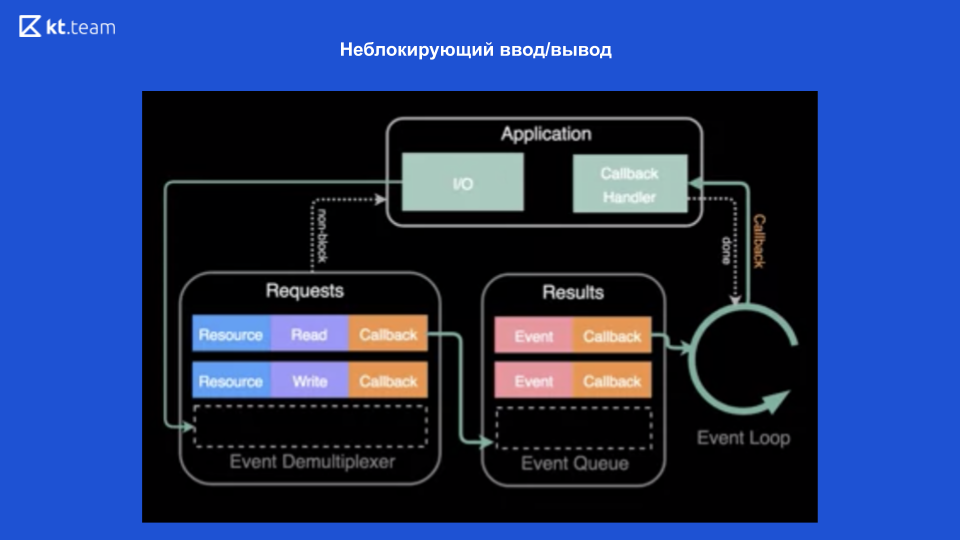 kt.team
Неблокирующий ввод/вывод
Application
I/O
Callback
Handler
non-block
done
Callback
Requests
Resource Read Callback
Resource Write Callback
Event Demultiplexer
Results
Event Callback
Event Callback
Event Queue
Event Loop